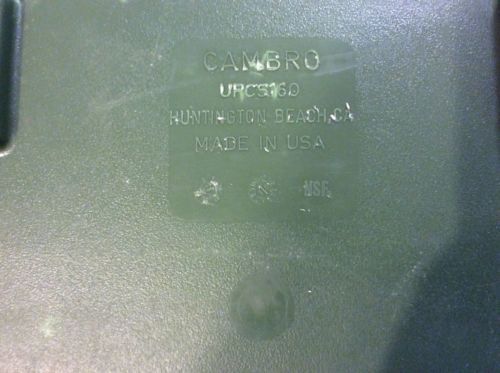 CAMBRO
UPCS160
HUNTINGTON BEACH, CA
MADE IN USA
NSF